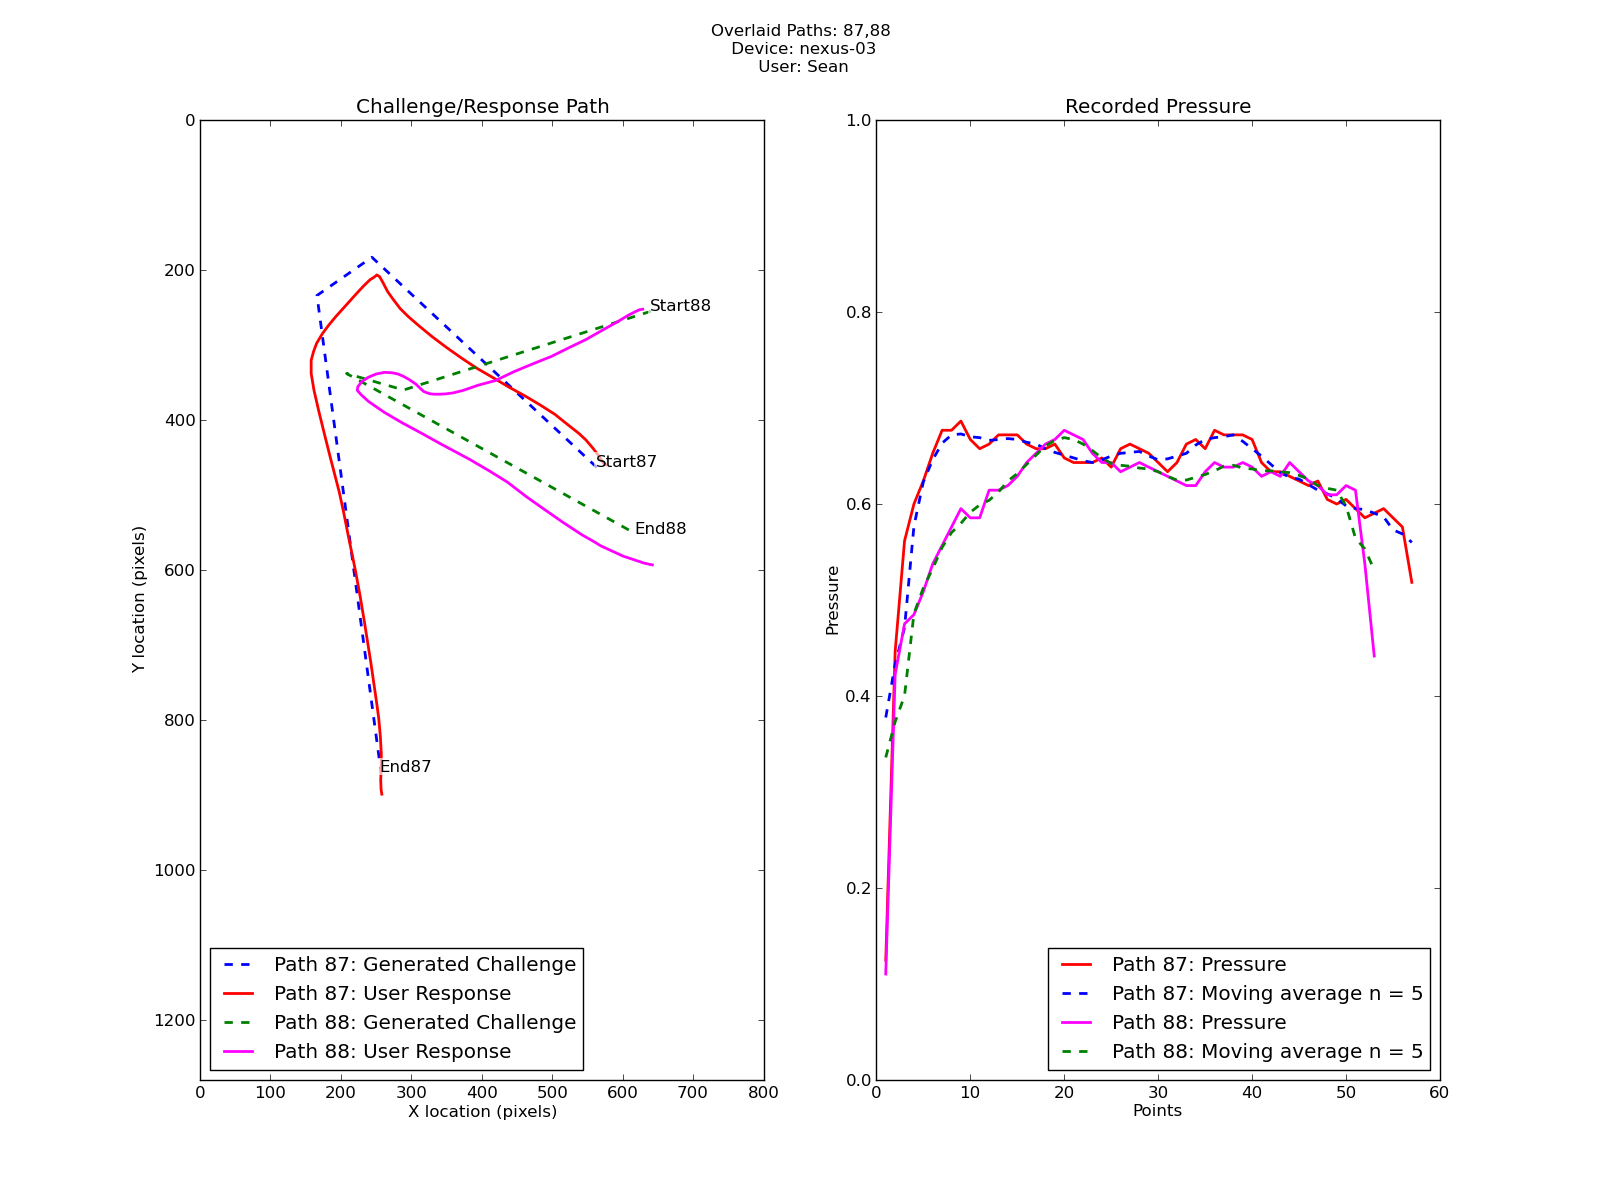 Overlaid Paths: 87,88
Device: nexus-03
User: Sean
Challenge/Response Path
0
200
400
600
800
1000
1200
Y location (pixels)
Start88
Start87
End88
End87
Path 87: Generated Challenge
Path 87: User Response
Path 88: Generated Challenge
Path 88: User Response
0 100 200 300 400 500 600 700 800
X location (pixels)
Recorded Pressure
1.0
0.8
0.6
0.4
0.2
0.0
Pressure
Path 87: Pressure
Path 87: Moving average n = 5
Path 88: Pressure
Path 88: Moving average n = 5
0 10 20 30 40 50 60
Points